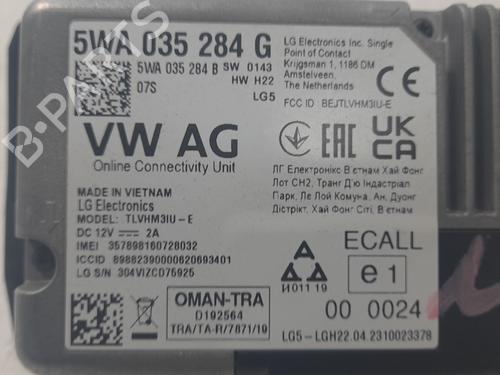 5WA 035 284 G
5WA 035 284 B SW 0143
HW H22
07S
LG5
LG Electronics Inc. Single
Point of Contact
Krijgsman 1, 1186 DM
Amstelveen,
The Netherlands
CE
FCC ID : BEJTLVHM3IU-E
VW AG
Online Connectivity Unit
EAC
UK
CA
MADE IN VIETNAM
LG Electronics
MODEL: TLVHM3IU-E
DC 12V 2A
IMEI 357898160728032
ICCID 89882390000620693401
LG S/N 304VIZCD75925
ЛГ Електронікс В'єтнам Хай Фонг
Лот СН2, Транг Д'ю Індастріал
Парк, Ле Лой Комуна, Ан Дуонг
Дістрікт, Хай Фонг Сіті, В'єтнам
И011 19
ECALL
e1
00 0024
OMAN-TRA
D192564
TRA/TA-R/7871/19
LG5-LGH22.04.2310023378
B-PARTS